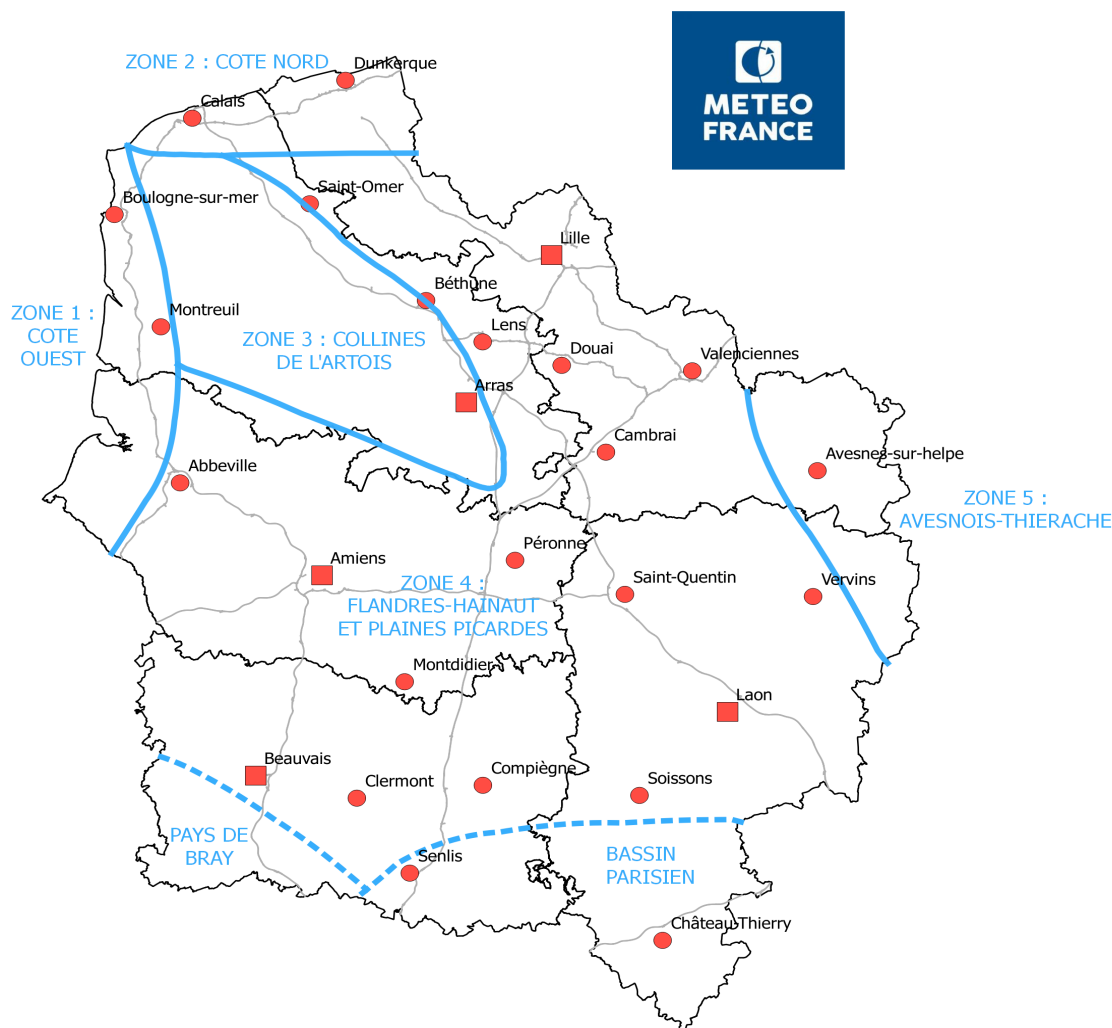 ZONE 2 : COTE NORD
Dunkerque
METEO
FRANCE
Calais
Saint-Omer
Boulogne-sur-mer
Lille
Béthune
ZONE 1 :
COTE
OUEST
Montreuil
ZONE 3 : COLLINES
DE L'ARTOIS
Lens
Douai
Valenciennes
Arras
Cambrai
Avesnes-sur-helpe
Abbeville
ZONE 5 :
AVESNOIS-THIERACHE
Péronne
Amiens
ZONE 4 :
FLANDRES-HAINAUT
ET PLAINES PICARDES
Saint-Quentin
Vervins
Montdidier
Laon
Beauvais
Clermont
Compiègne
Soissons
PAYS DE
BRAY
Senlis
BASSIN
PARISIEN
Château-Thierry